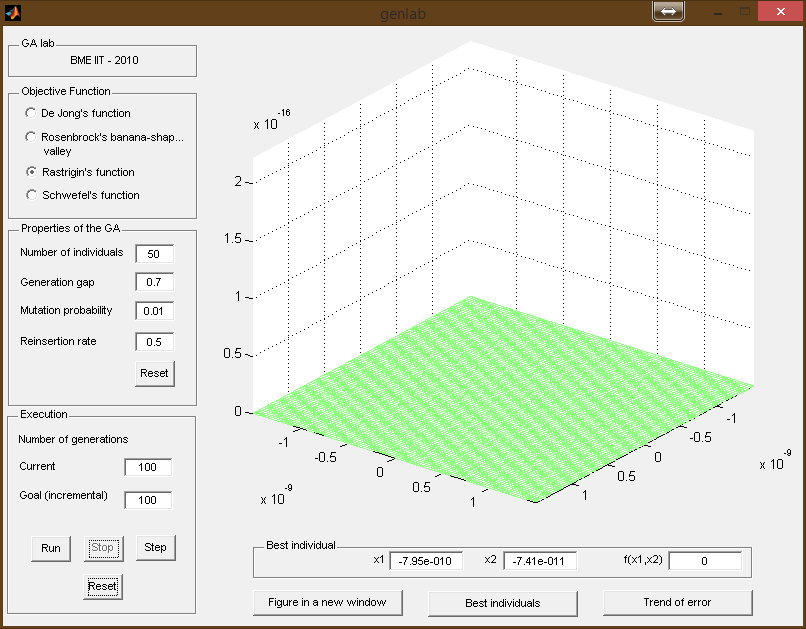 genlab
GA lab
BME IIT - 2010
Objective Function
De Jong's function
Rosenbrock's banana-shap...
valley
Rastrigin's function
Schwefel's function
Properties of the GA
Number of individuals 50
Generation gap 0.7
Mutation probability 0.01
Reinsertion rate 0.5
Reset
Execution
Number of generations
Current 100
Goal (incremental) 100
Run Stop Step
Reset
x 10-16
2
1.5
1
0.5
0
-1
-0.5
0
0.5
1
x 10-9
-1
-0.5
0
0.5
1
x 10-9
Best individual
x1 -7.95e-010 x2 -7.41e-011 f(x1,x2) 0
Figure in a new window Best individuals Trend of error